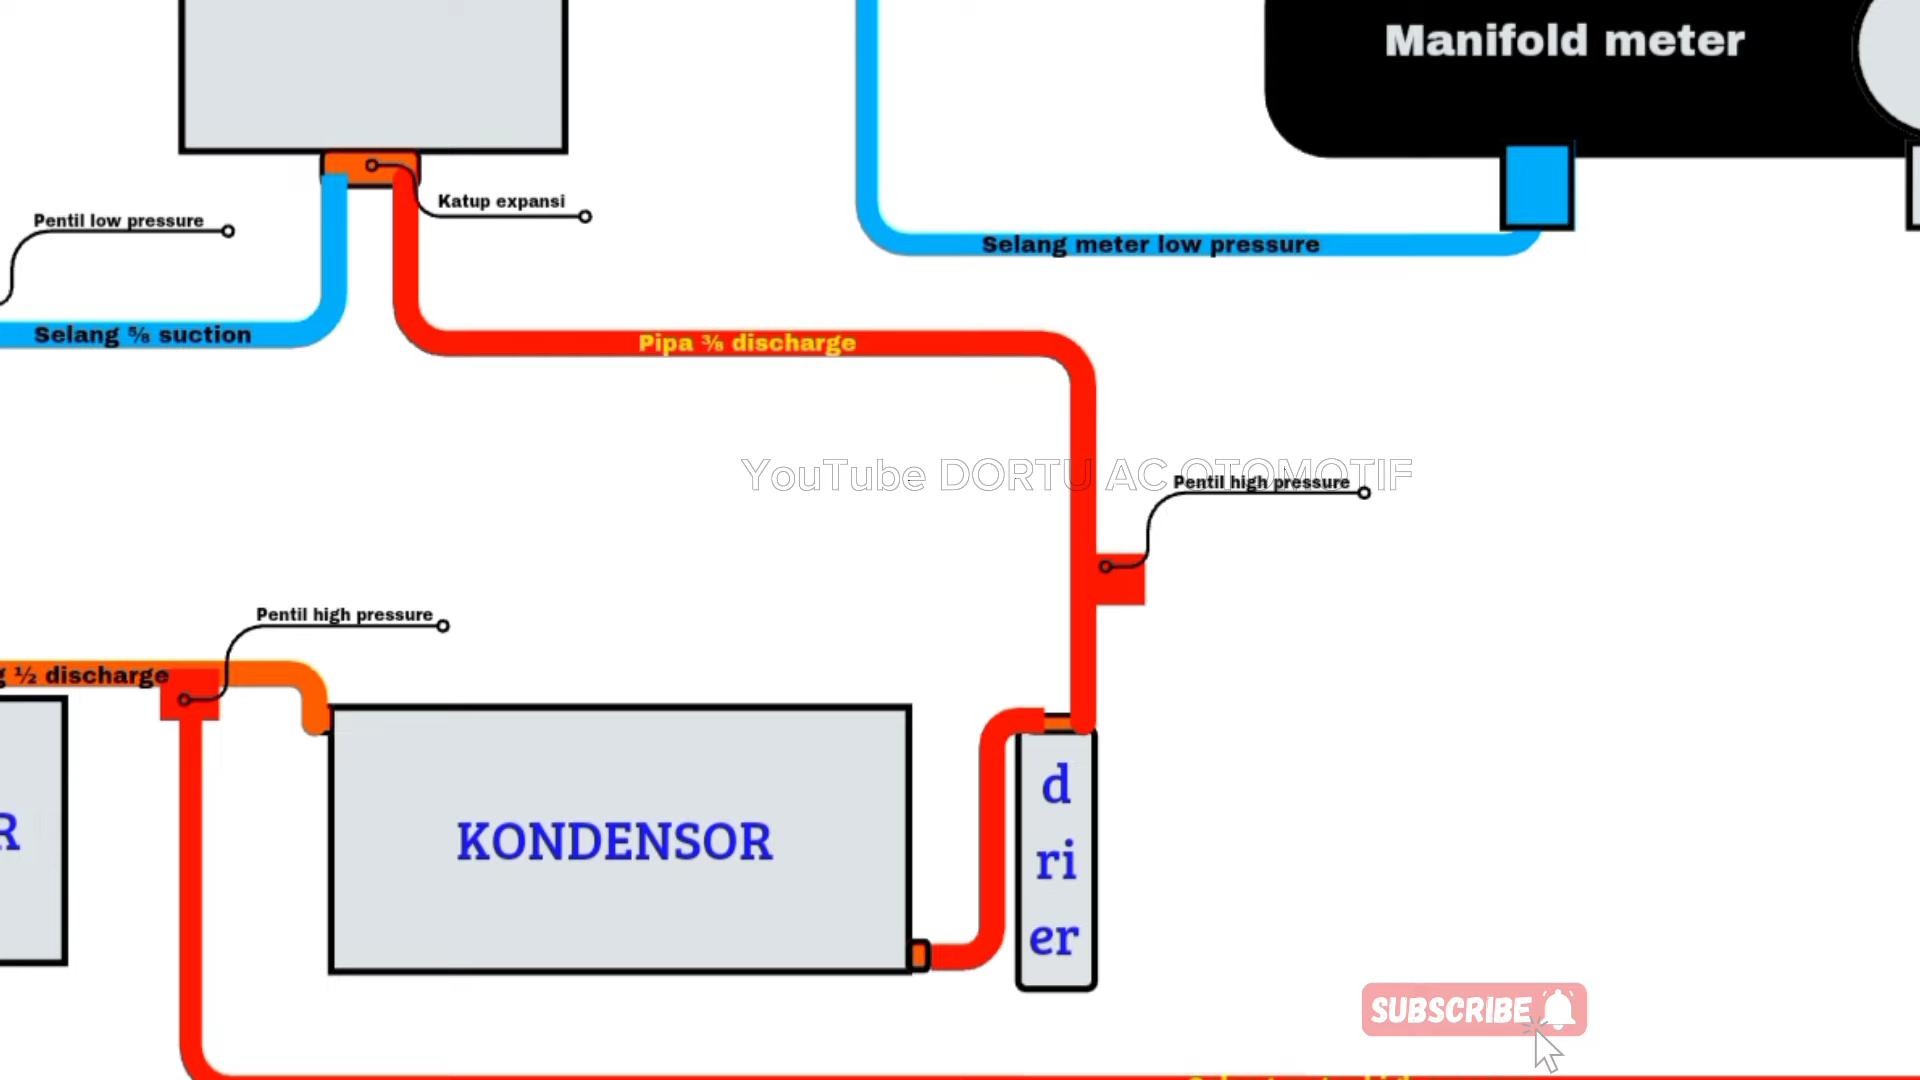 Manifold meter
Katup expansi
Pentil low pressure
Selang meter low pressure
Selang ⅝ suction
Pipa ⅜ discharge
YouTube DORTU AC OTOMOTIF
Pentil high pressure
Pentil high pressure
½ discharge
KONDENSOR
d
ri
er
SUBSCRIBE